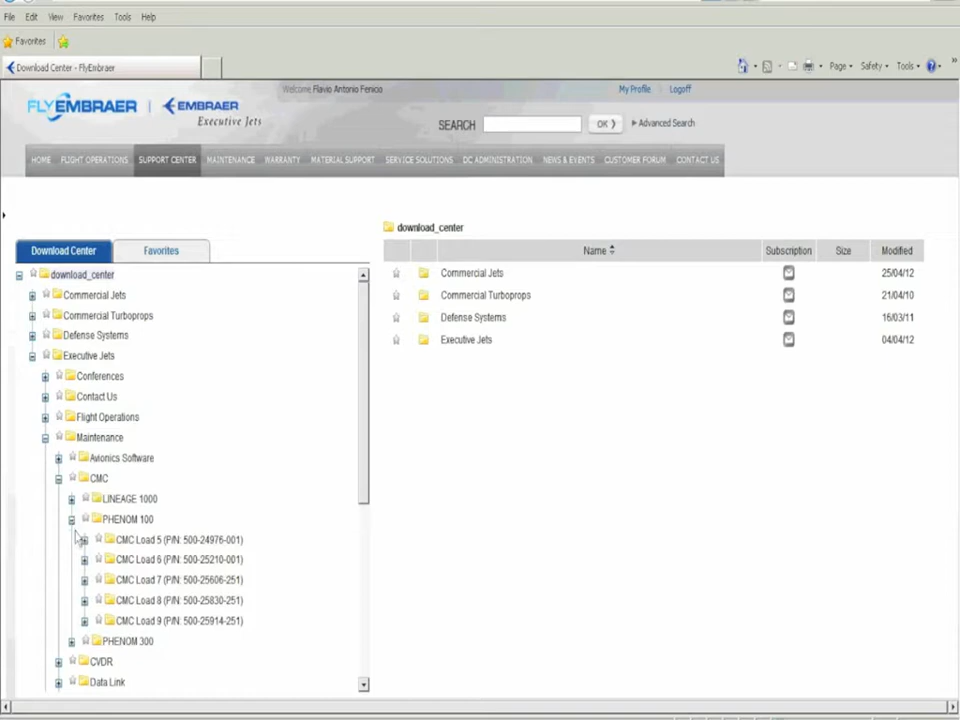 File Edit View Favorites Tools Help
Favorites
Download Center - FlyEmbraer
Page Safety Tools
Welcome Flavio Antonio Fenico My Profile Logoff
FLYEMBRAER EMBRAER
Executive Jets
SEARCH OK Advanced Search
HOME FLIGHT OPERATIONS SUPPORT CENTER MAINTENANCE WARRANTY MATERIAL SUPPORT SERVICE SOLUTIONS DC ADMINISTRATION NEWS & EVENTS CUSTOMER FORUM CONTACT US
Download Center Favorites
download_center
Commercial Jets
Commercial Turboprops
Defense Systems
Executive Jets
Conferences
Contact Us
Flight Operations
Maintenance
Avionics Software
CMC
LINEAGE 1000
PHENOM 100
CMC Load 5 (P/N: 500-24976-001)
CMC Load 6 (P/N: 500-25210-001)
CMC Load 7 (P/N: 500-25606-251)
CMC Load 8 (P/N: 500-25830-251)
CMC Load 9 (P/N: 500-25914-251)
PHENOM 300
CVDR
Data Link
download_center
Name Subscription Size Modified
Commercial Jets 25/04/12
Commercial Turboprops 21/04/10
Defense Systems 16/03/11
Executive Jets 04/04/12